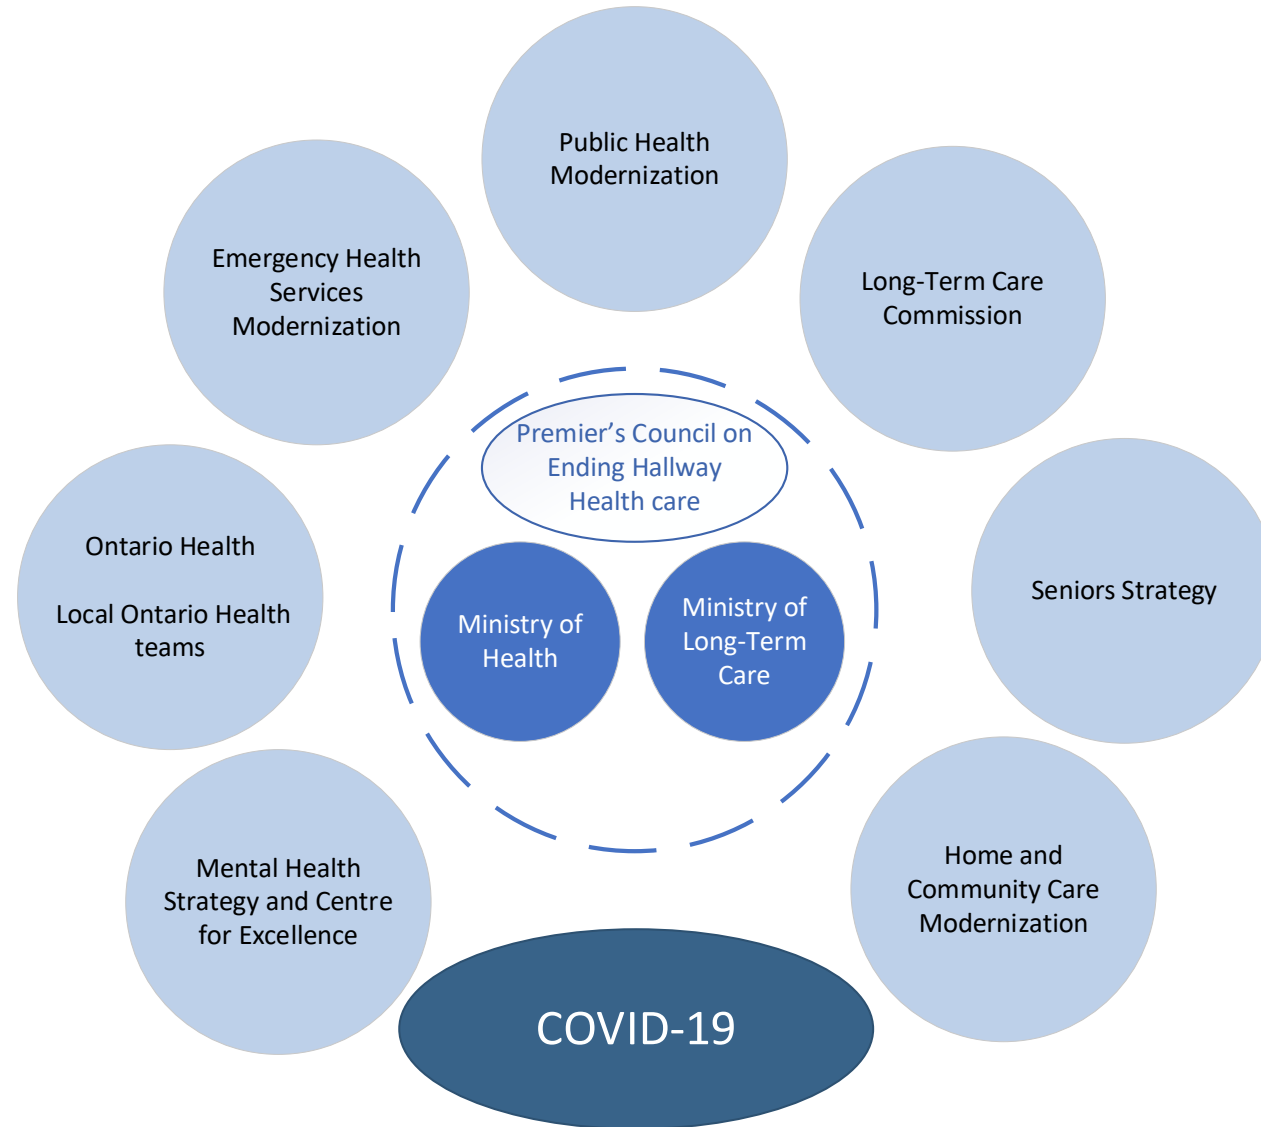 Public Health
Modernization
Emergency Health
Services
Modernization
Long-Term Care
Commission
Premier’s Council on
Ending Hallway
Health care
Ontario Health
Local Ontario Health
teams
Ministry of
Health
Ministry of
Long-Term
Care
Seniors Strategy
Mental Health
Strategy and Centre
for Excellence
Home and
Community Care
Modernization
COVID-19